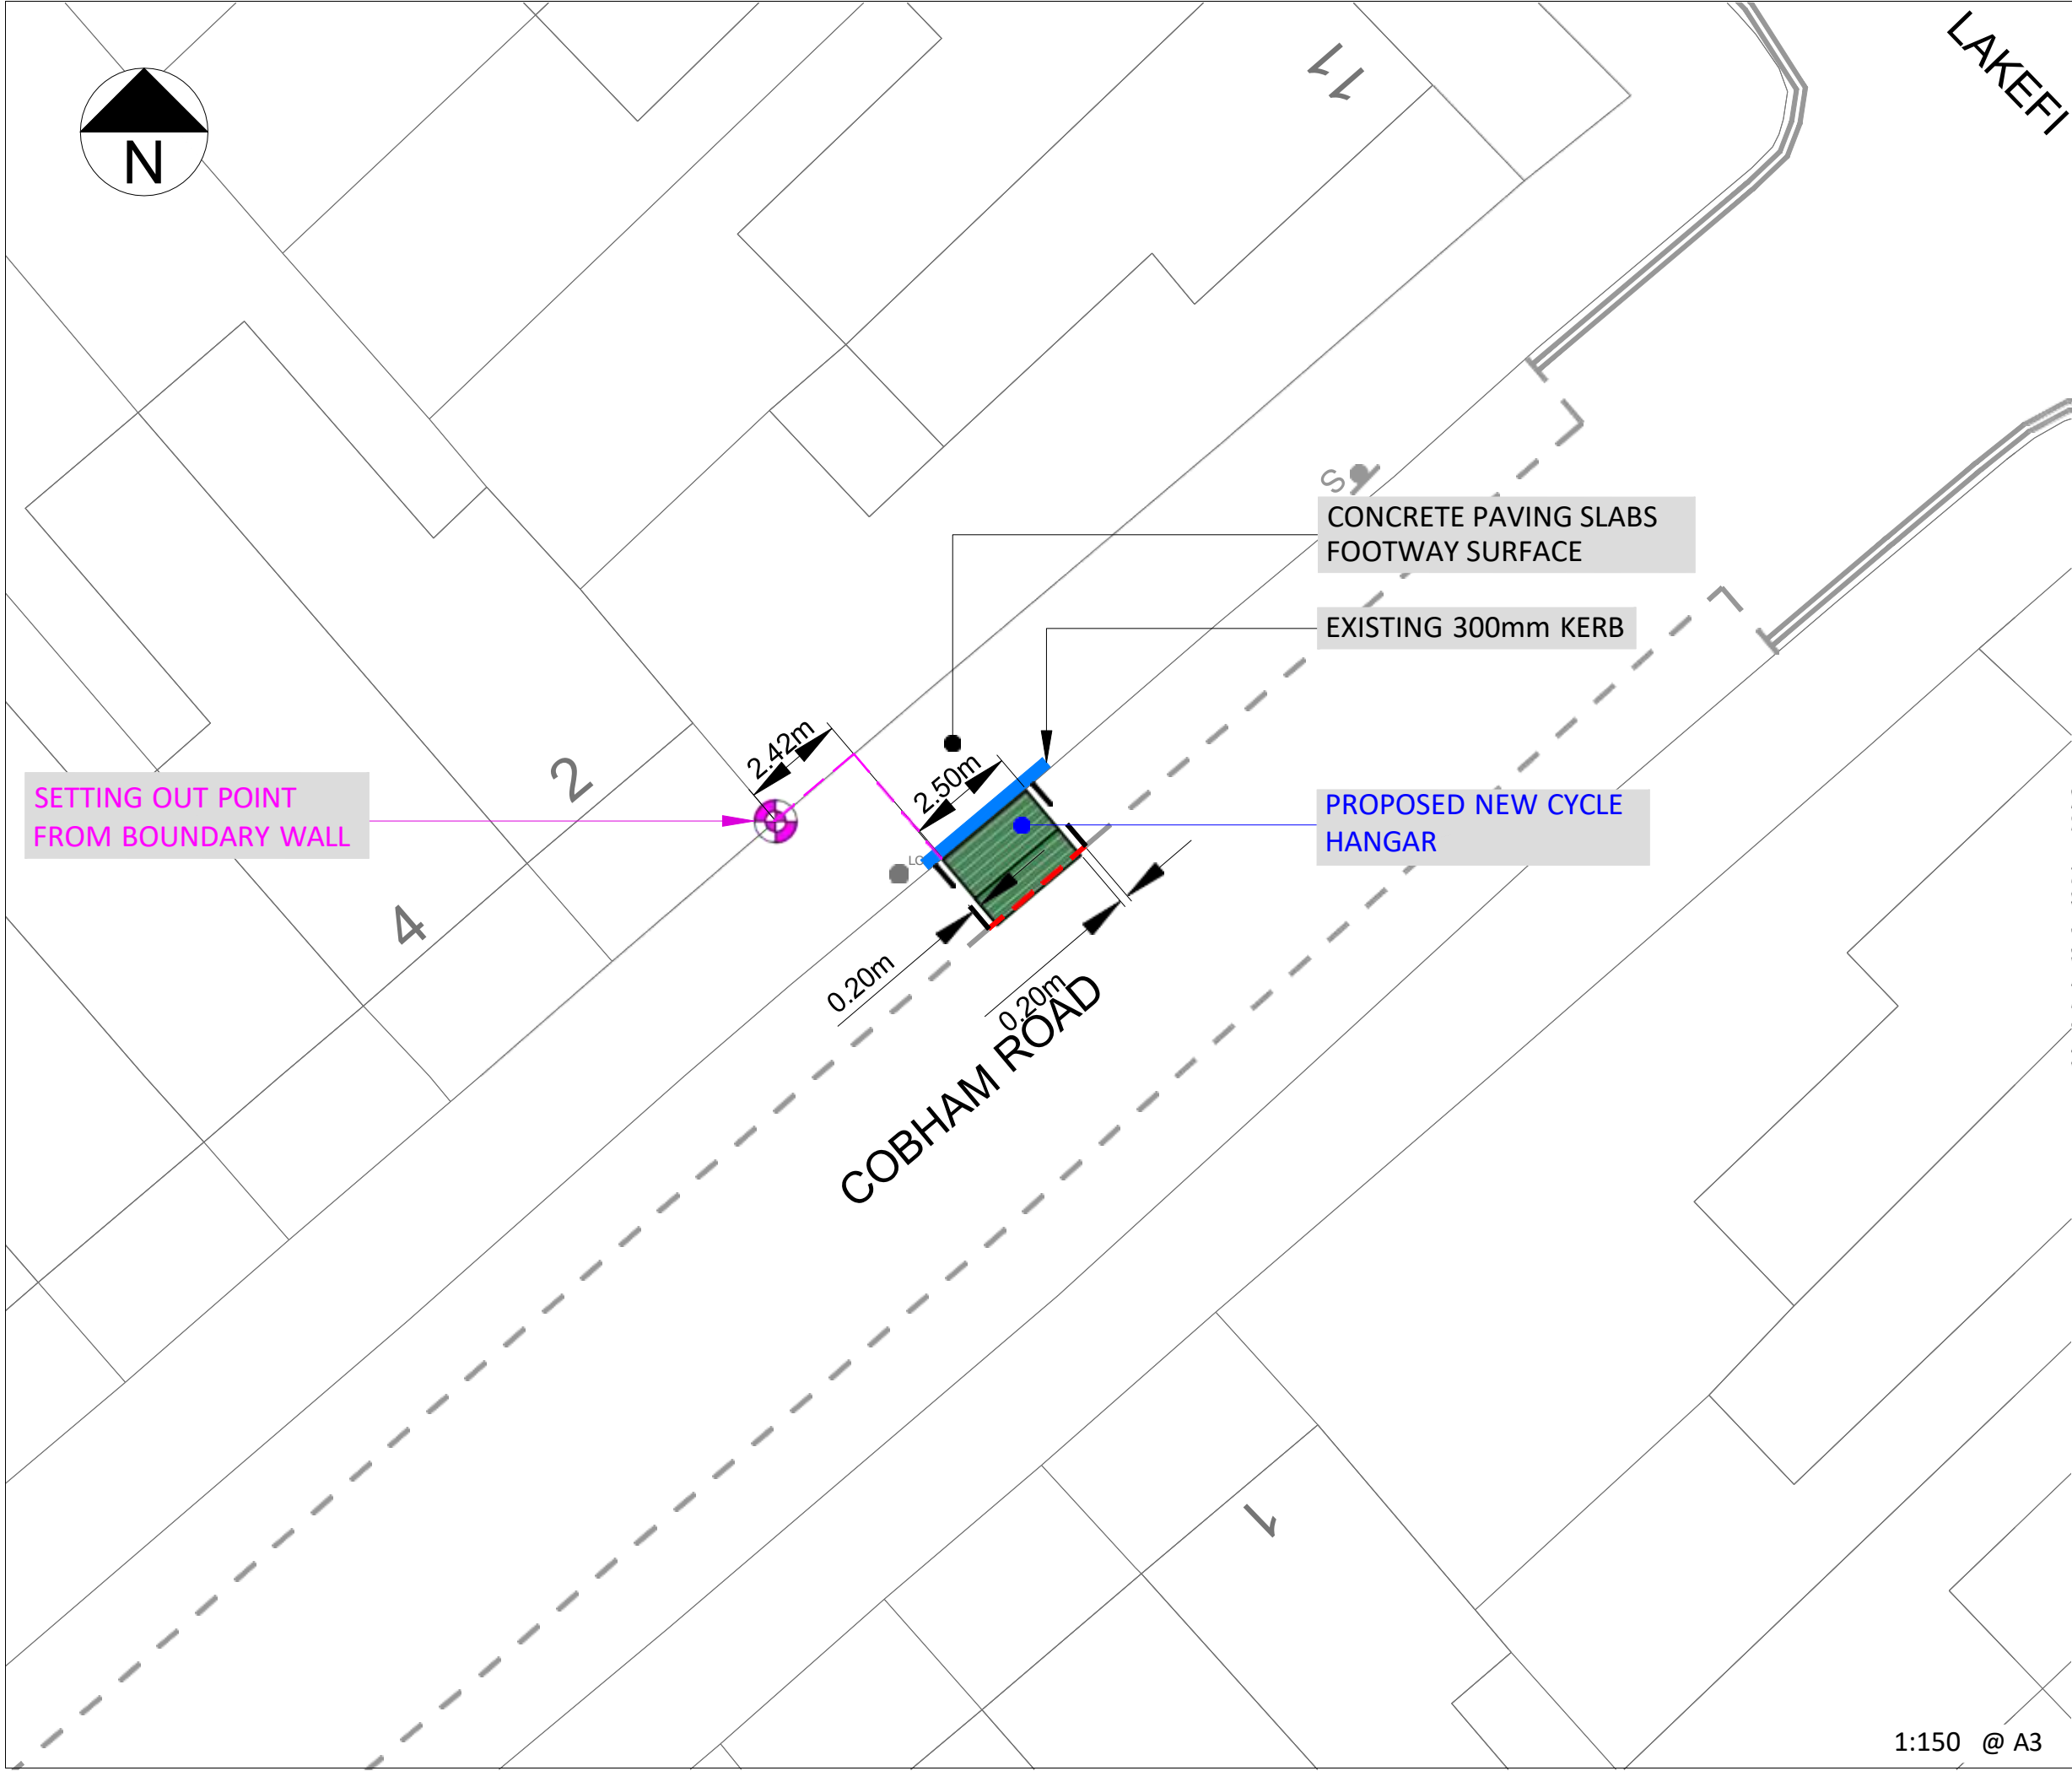 N
11
LAKEFI
S
CONCRETE PAVING SLABS
FOOTWAY SURFACE
EXISTING 300mm KERB
2.42m
2
2.50m
SETTING OUT POINT
FROM BOUNDARY WALL
PROPOSED NEW CYCLE
HANGAR
LC
4
0.20m
0.20m
COBHAM ROAD
1
1:150 @ A3